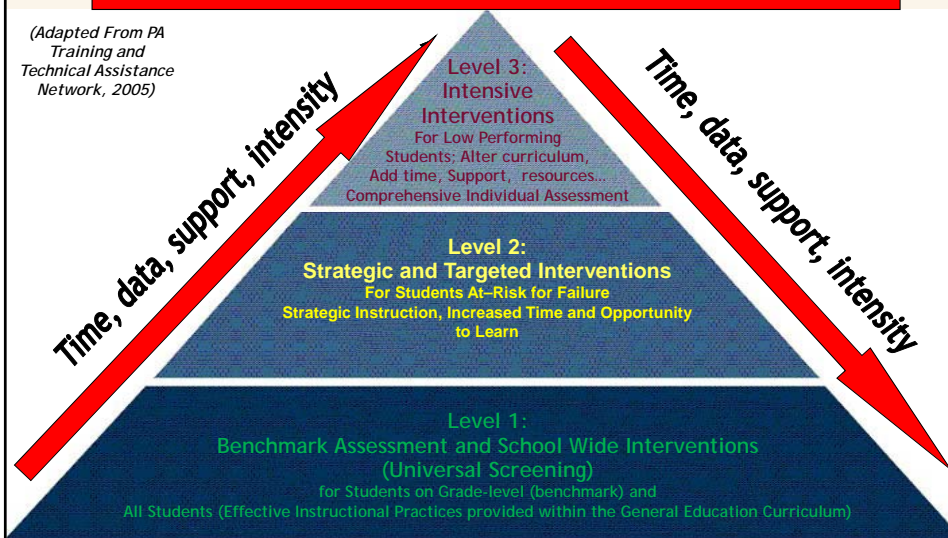 (Adapted From PA
Training and
Technical Assistance
Network, 2005)
Time, data, support, intensity
Time, data, support, intensity
Level 3:
Intensive
Interventions
For Low Performing
Students; Alter curriculum,
Add time, Support, resources...
Comprehensive Individual Assessment
Level 2:
Strategic and Targeted Interventions
For Students At–Risk for Failure
Strategic Instruction, Increased Time and Opportunity
to Learn
Level 1:
Benchmark Assessment and School Wide Interventions
(Universal Screening)
for Students on Grade-level (benchmark) and
All Students (Effective Instructional Practices provided within the General Education Curriculum)